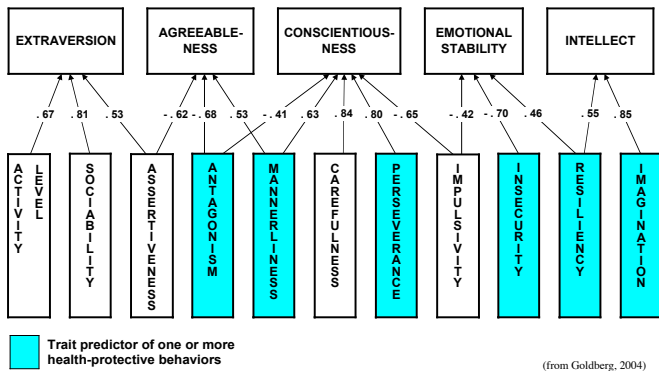 EXTRAVERSION
AGREEABLE-
NESS
CONSCIENTIOUS-
NESS
EMOTIONAL
STABILITY
INTELLECT
.67 .81 .53 -.62 -.68 .53 -.41 .63 .84 .80 -.65 -.42 -.70 .46 .55 .85
ACTIVITY
LEVEL
SOCIABILITY
ASSERTIVENESS
ANTAGONISM
MANNERLINESS
CAREFULNESS
PERSEVERANCE
IMPULSIVITY
INSECURITY
RESILIENCY
IMAGINATION
Trait predictor of one or more
health-protective behaviors
(from Goldberg, 2004)